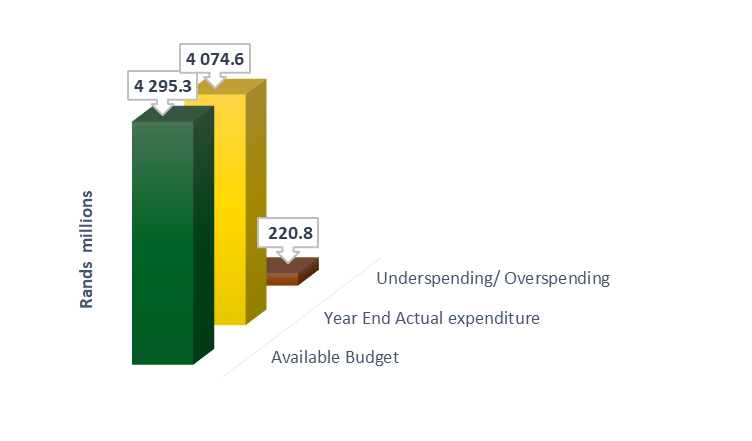 4 074.6
4 295.3
220.8
Rands millions
Underspending/ Overspending
Year End Actual expenditure
Available Budget